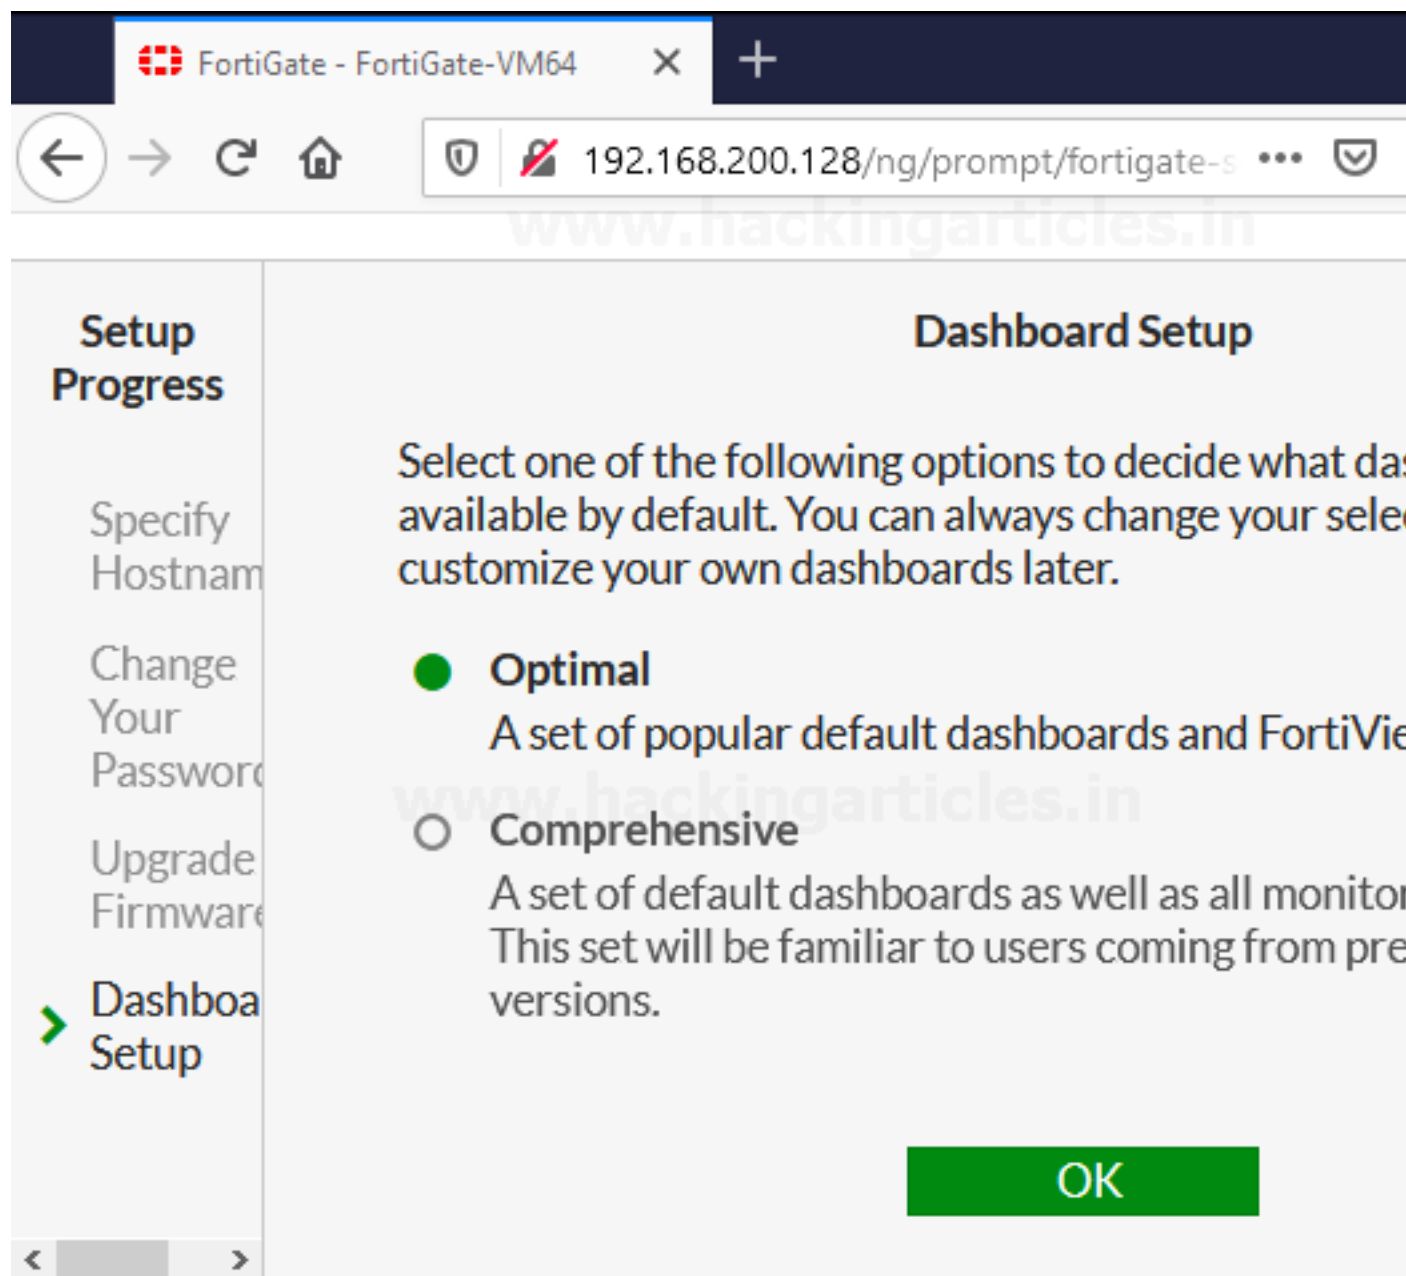 FortiGate - FortiGate-VM64
192.168.200.128/ng/prompt/fortigate-s
www.hackingarticles.in
Setup
Progress
Specify
Hostnam
Change
Your
Passwor
Upgrade
Firmwar
Dashboa
Setup
Dashboard Setup
Select one of the following options to decide what das
available by default. You can always change your selec
customize your own dashboards later.
Optimal
A set of popular default dashboards and FortiVie
www.hackingarticles.in
Comprehensive
A set of default dashboards as well as all monitor
This set will be familiar to users coming from pre
versions.
OK